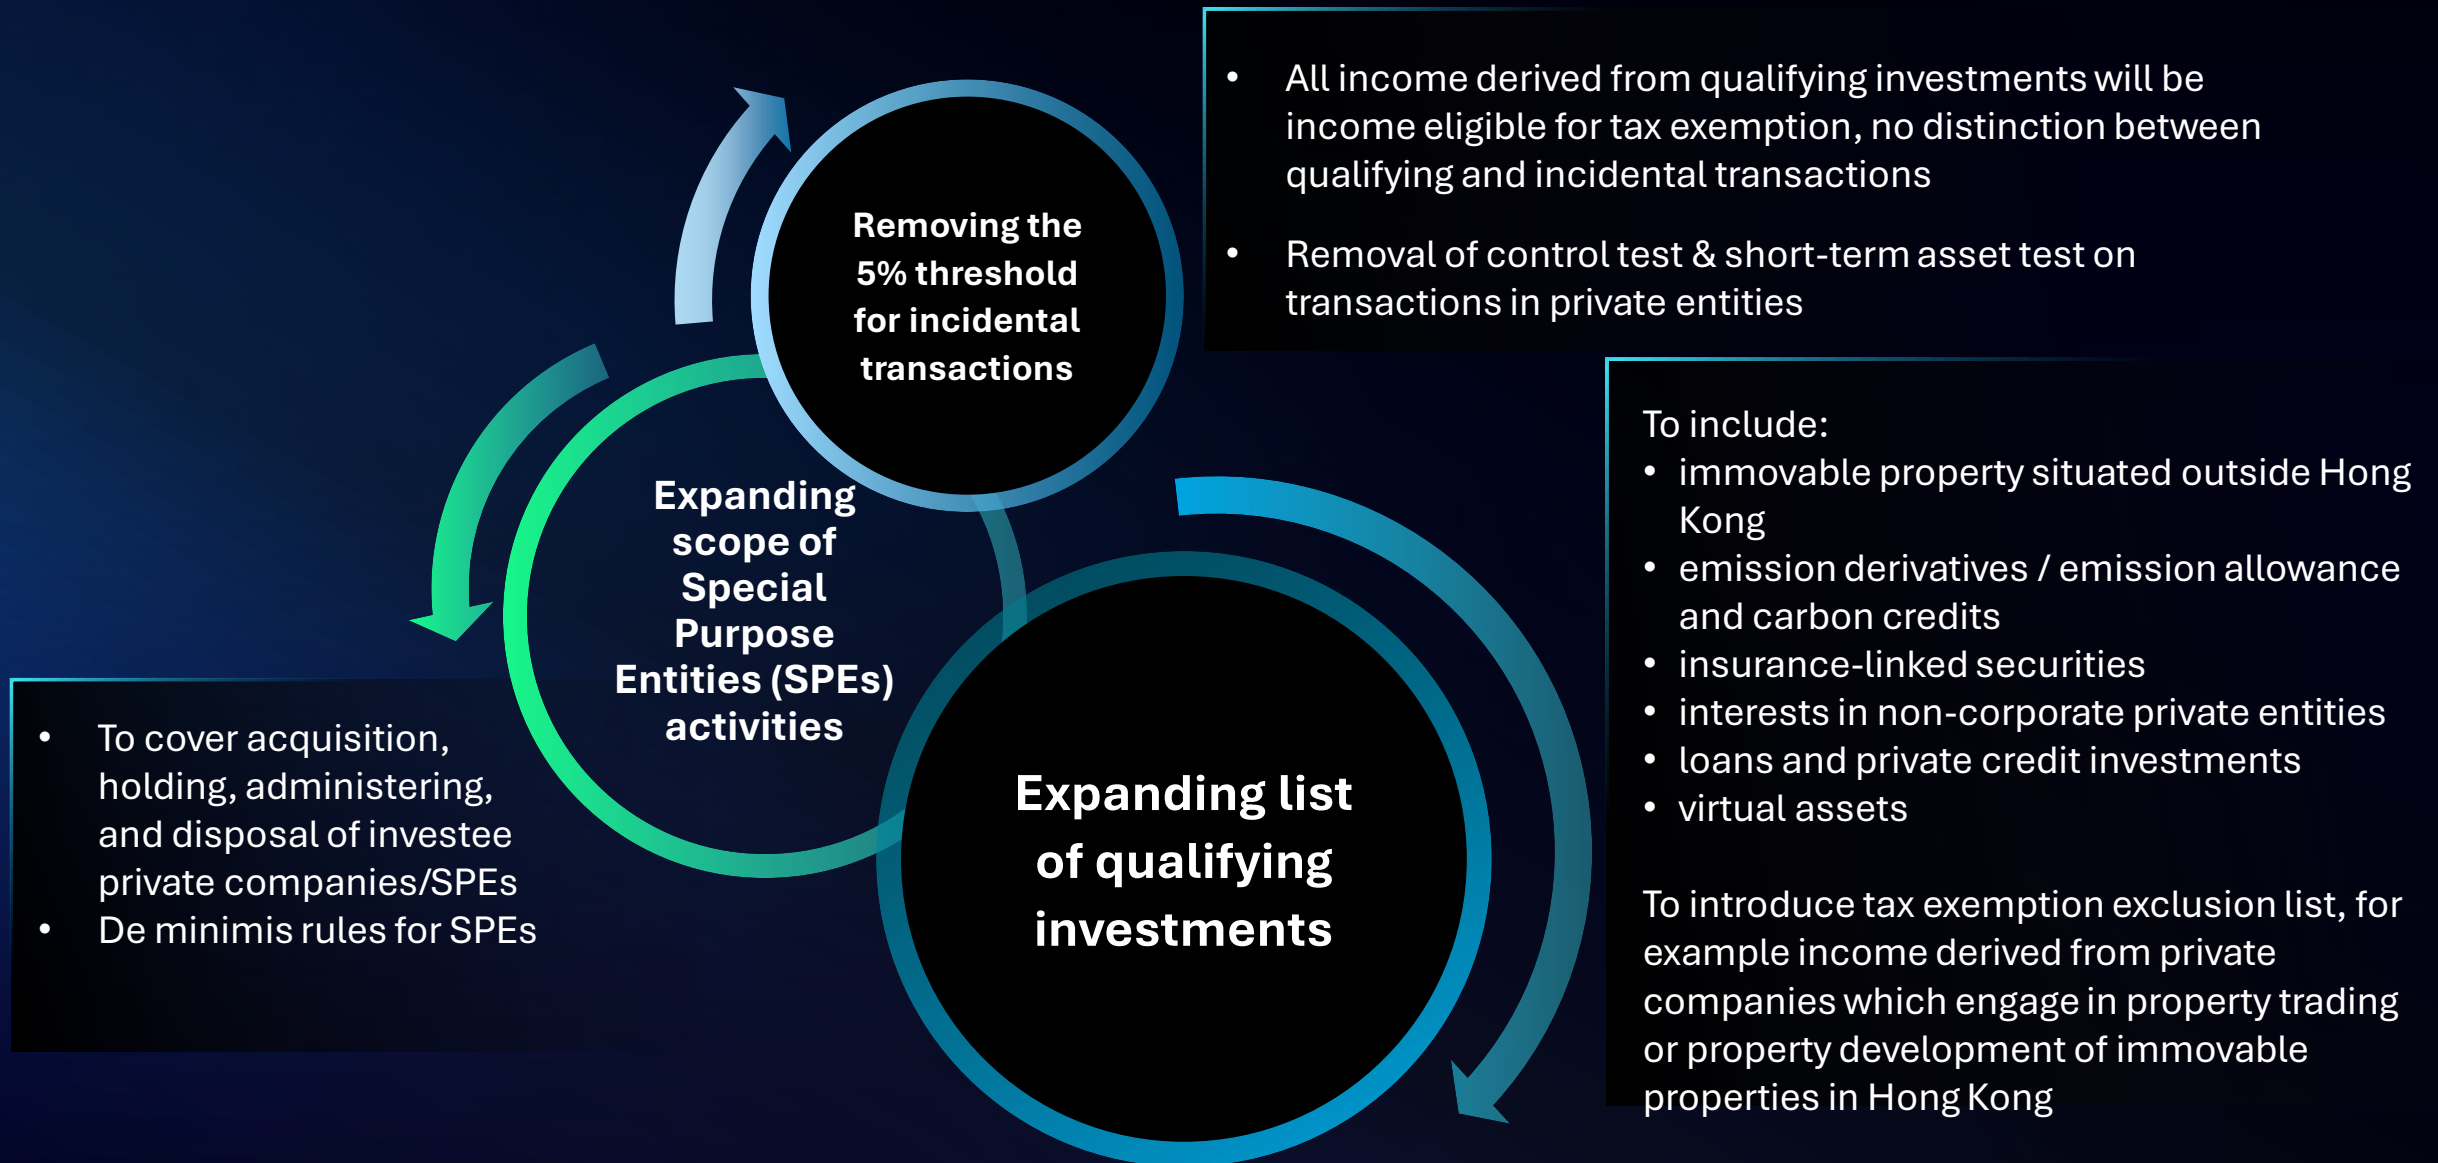 Removing the
5% threshold
for incidental
transactions
• All income derived from qualifying investments will be
income eligible for tax exemption, no distinction between
qualifying and incidental transactions
• Removal of control test & short-term asset test on
transactions in private entities
Expanding
scope of
Special
Purpose
Entities (SPEs)
activities
• To cover acquisition,
holding, administering,
and disposal of investee
private companies/SPEs
• De minimis rules for SPEs
Expanding list
of qualifying
investments
To include:
• immovable property situated outside Hong
Kong
• emission derivatives / emission allowance
and carbon credits
• insurance-linked securities
• interests in non-corporate private entities
• loans and private credit investments
• virtual assets
To introduce tax exemption exclusion list, for
example income derived from private
companies which engage in property trading
or property development of immovable
properties in Hong Kong